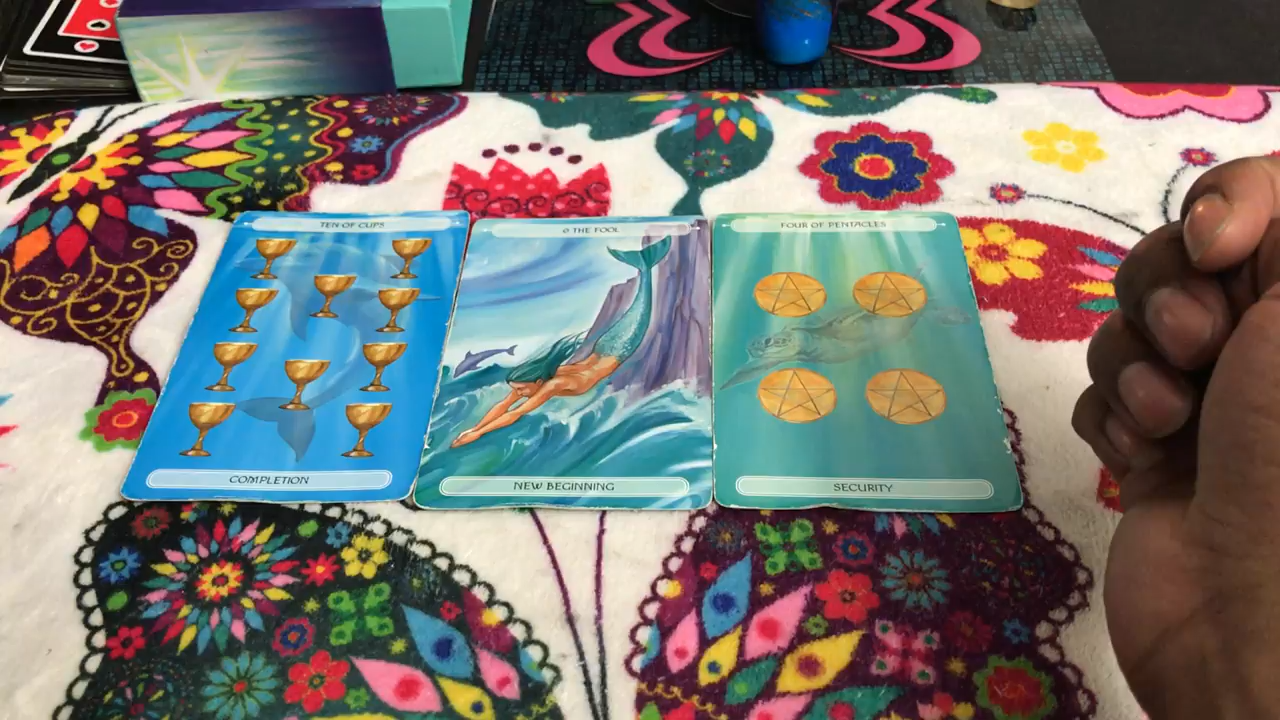 TEN OF CUPS
0 THE FOOL
FOUR OF PENTACLES
COMPLETION
NEW BEGINNING
SECURITY